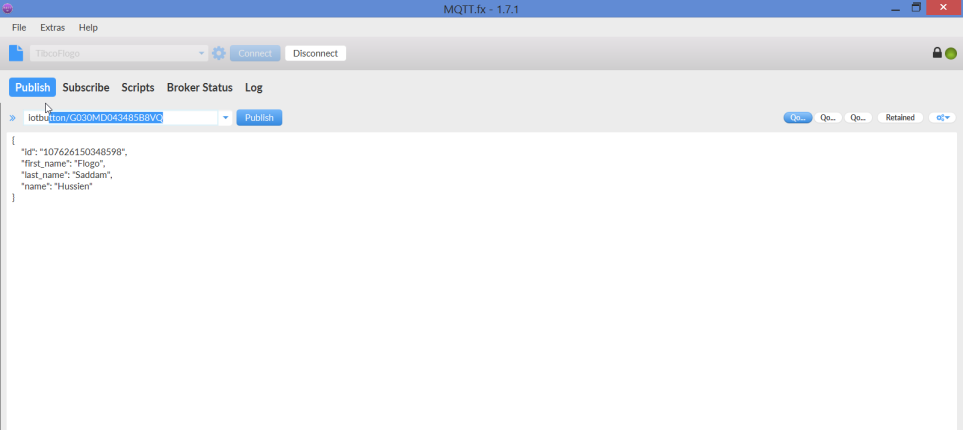 MQTT.fx - 1.7.1
File Extras Help
TibcoFlogo Connect Disconnect
Publish Subscribe Scripts Broker Status Log
lotbutton/G030MD043485B8VQ Publish Qo... Qo... Qo... Retained
{
"id": "107626150348598",
"first_name": "Flogo",
"last_name": "Saddam",
"name": "Hussien"
}